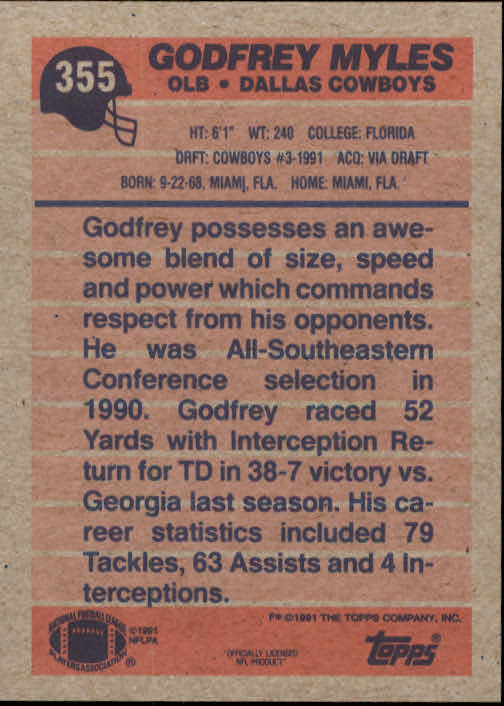 355
GODFREY MYLES
OLB • DALLAS COWBOYS
HT: 6'1" WT: 240 COLLEGE: FLORIDA
DRFT: COWBOYS #3-1991 ACQ: VIA DRAFT
BORN: 9-22-68, MIAMI, FLA. HOME: MIAMI, FLA.
Godfrey possesses an awe-
some blend of size, speed
and power which commands
respect from his opponents.
He was All-Southeastern
Conference selection in
1990. Godfrey raced 52
Yards with Interception Re-
turn for TD in 38-7 victory vs.
Georgia last season. His ca-
reer statistics included 79
Tackles, 63 Assists and 4 In-
terceptions.
F® ©1991 THE TOPPS COMPANY, INC.
NATIONAL FOOTBALL LEAGUE
PLAYERS ASSOCIATION ®
©1991
NFLPA
"OFFICIALLY LICENSED
NFL PRODUCT"
TOPPS®